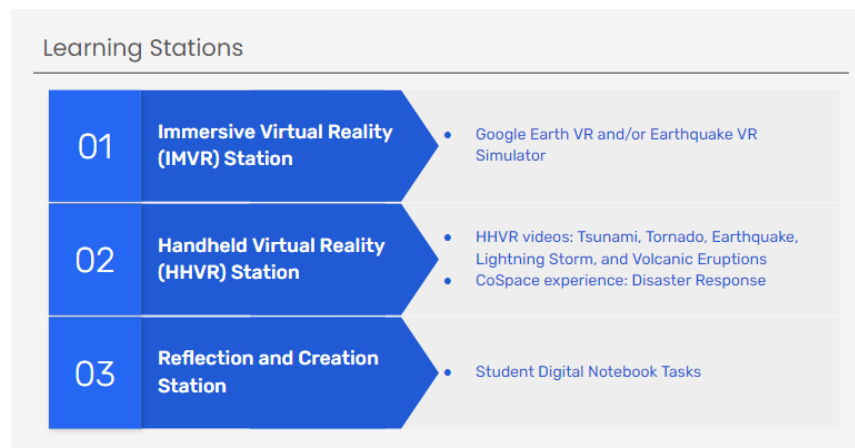 Learning Stations
01
Immersive Virtual Reality
(IMVR) Station
● Google Earth VR and/or Earthquake VR
Simulator
02
Handheld Virtual Reality
(HHVR) Station
● HHVR videos: Tsunami, Tornado, Earthquake,
Lightning Storm, and Volcanic Eruptions
● CoSpace experience: Disaster Response
03
Reflection and Creation
Station
● Student Digital Notebook Tasks